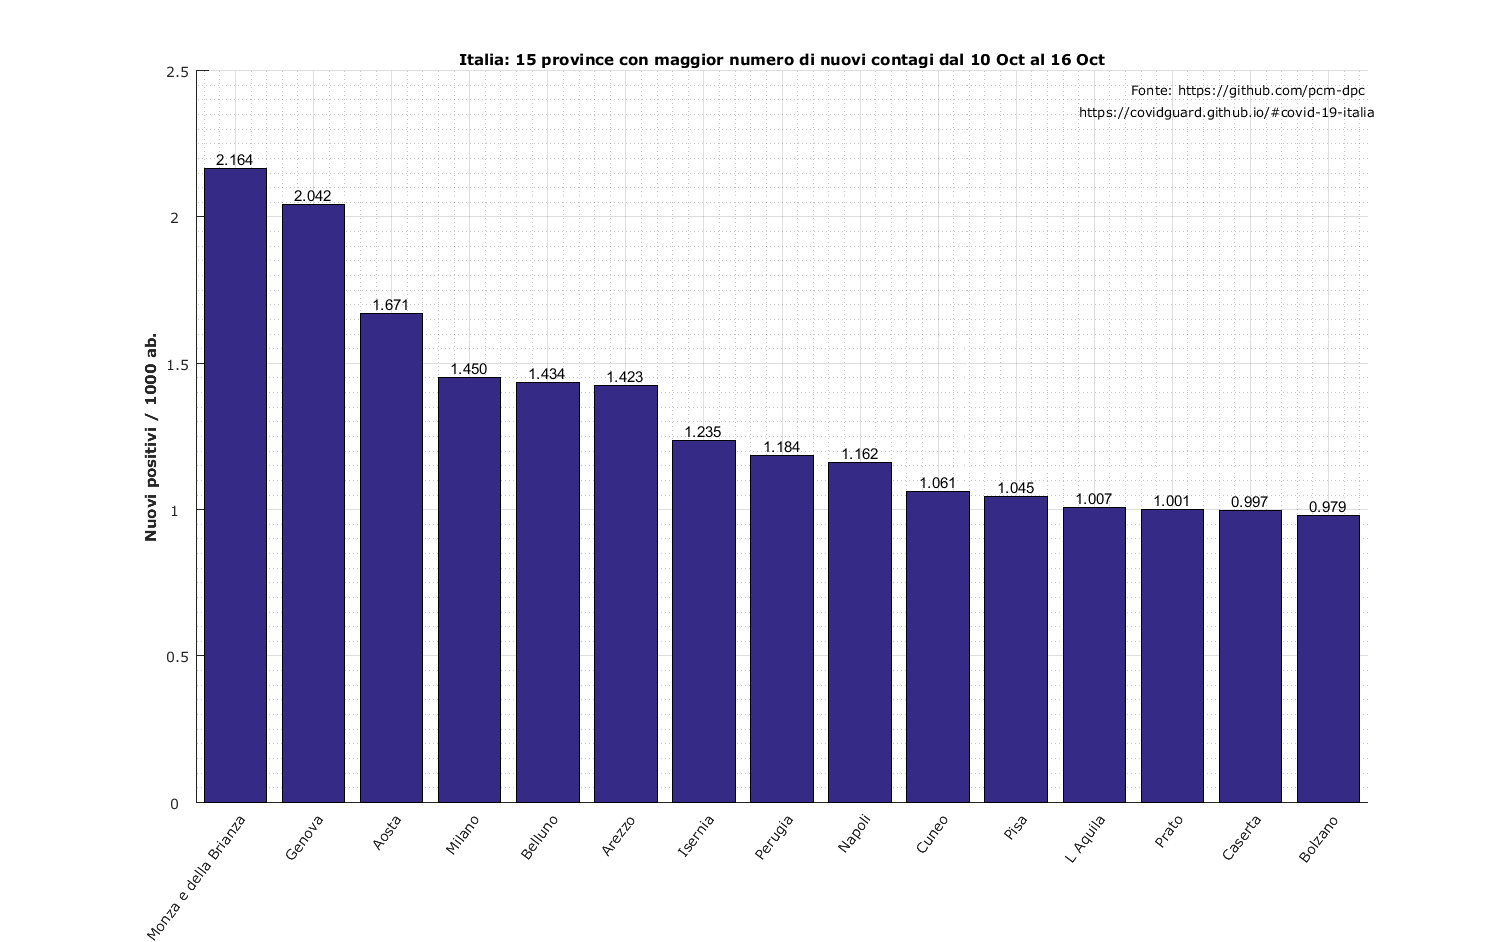 Italia: 15 province con maggior numero di nuovi contagi dal 10 Oct al 16 Oct
Fonte: https://github.com/pcm-dpc
https://covidguard.github.io/#covid-19-italia
Nuovi positivi / 1000 ab.
2.5
2
1.5
1
0.5
0
2.164
2.042
1.671
1.450
1.434
1.423
1.235
1.184
1.162
1.061
1.045
1.007
1.001
0.997
0.979
Monza e della Brianza
Genova
Aosta
Milano
Belluno
Arezzo
Isernia
Perugia
Napoli
Cuneo
Pisa
L Aquila
Prato
Caserta
Bolzano